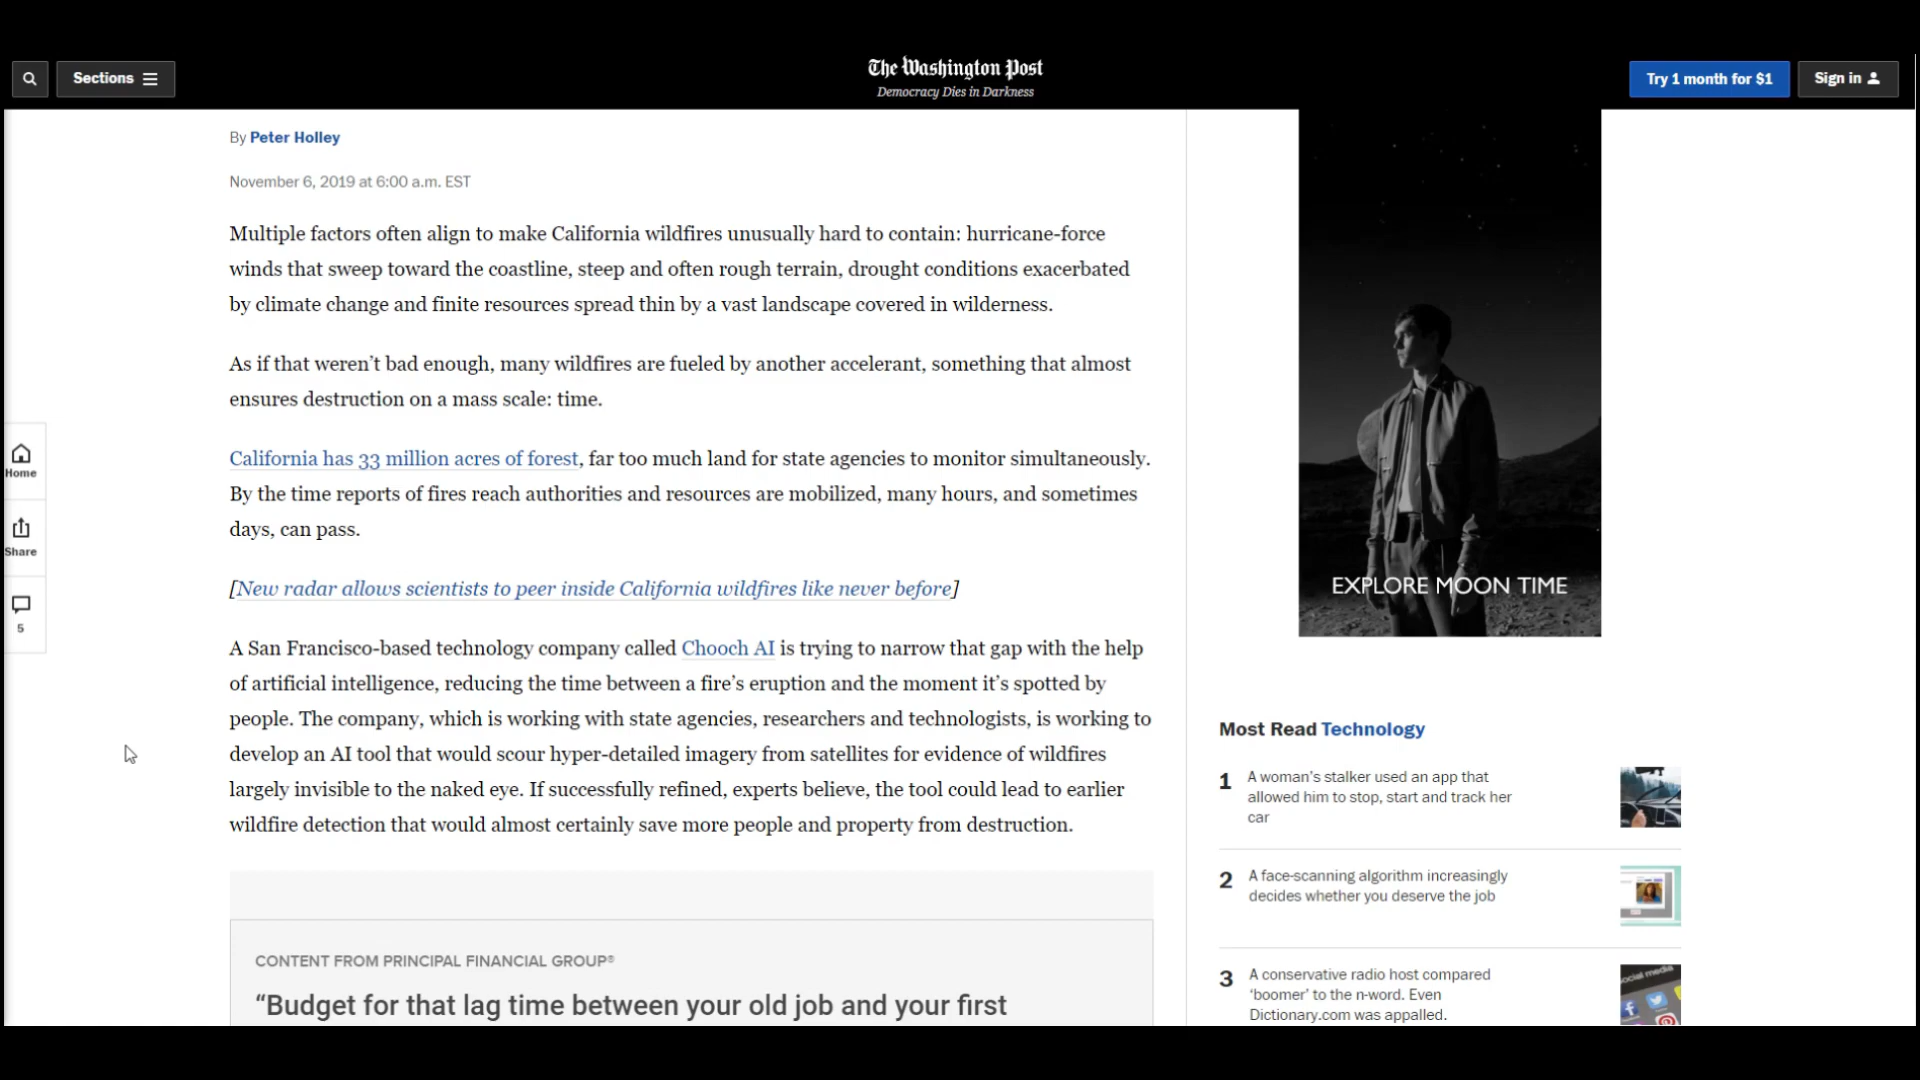 Sections
The Washington Post
Democracy Dies in Darkness
Try 1 month for $1
Sign in
By Peter Holley
November 6, 2019 at 6:00 a.m. EST
Multiple factors often align to make California wildfires unusually hard to contain: hurricane-force
winds that sweep toward the coastline, steep and often rough terrain, drought conditions exacerbated
by climate change and finite resources spread thin by a vast landscape covered in wilderness.
As if that weren’t bad enough, many wildfires are fueled by another accelerant, something that almost
ensures destruction on a mass scale: time.
California has 33 million acres of forest, far too much land for state agencies to monitor simultaneously.
By the time reports of fires reach authorities and resources are mobilized, many hours, and sometimes
days, can pass.
[New radar allows scientists to peer inside California wildfires like never before]
A San Francisco-based technology company called Chooch AI is trying to narrow that gap with the help
of artificial intelligence, reducing the time between a fire’s eruption and the moment it’s spotted by
people. The company, which is working with state agencies, researchers and technologists, is working to
develop an AI tool that would scour hyper-detailed imagery from satellites for evidence of wildfires
largely invisible to the naked eye. If successfully refined, experts believe, the tool could lead to earlier
wildfire detection that would almost certainly save more people and property from destruction.
CONTENT FROM PRINCIPAL FINANCIAL GROUP®
“Budget for that lag time between your old job and your first
Home
Share
5
EXPLORE MOON TIME
Most Read Technology
1 A woman’s stalker used an app that
allowed him to stop, start and track her
car
2 A face-scanning algorithm increasingly
decides whether you deserve the job
3 A conservative radio host compared
‘boomer’ to the n-word. Even
Dictionary.com was appalled.
social media